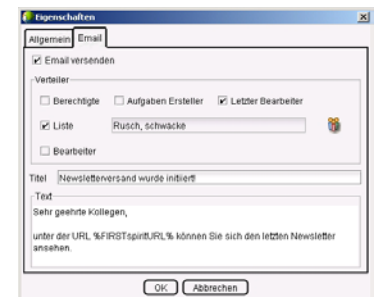 Eigenschaften
Allgemein Email
Email versenden
Verteiler
Berechtigte Aufgaben Ersteller Letzter Bearbeiter
Liste Rusch, schwacke
Bearbeiter
Titel Newsletterversand wurde initiiert!
Text
Sehr geehrte Kollegen,
unter der URL %FIRSTspiritURL% können Sie sich den letzten Newsletter
ansehen.
OK Abbrechen